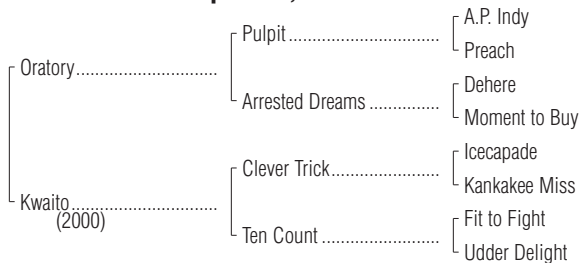 A.P. Indy
Pulpit
Preach
Oratory
Dehere
Arrested Dreams
Moment to Buy
Icecapade
Clever Trick
Kankakee Miss
Kwaito
(2000)
Fit to Fight
Ten Count
Udder Delight